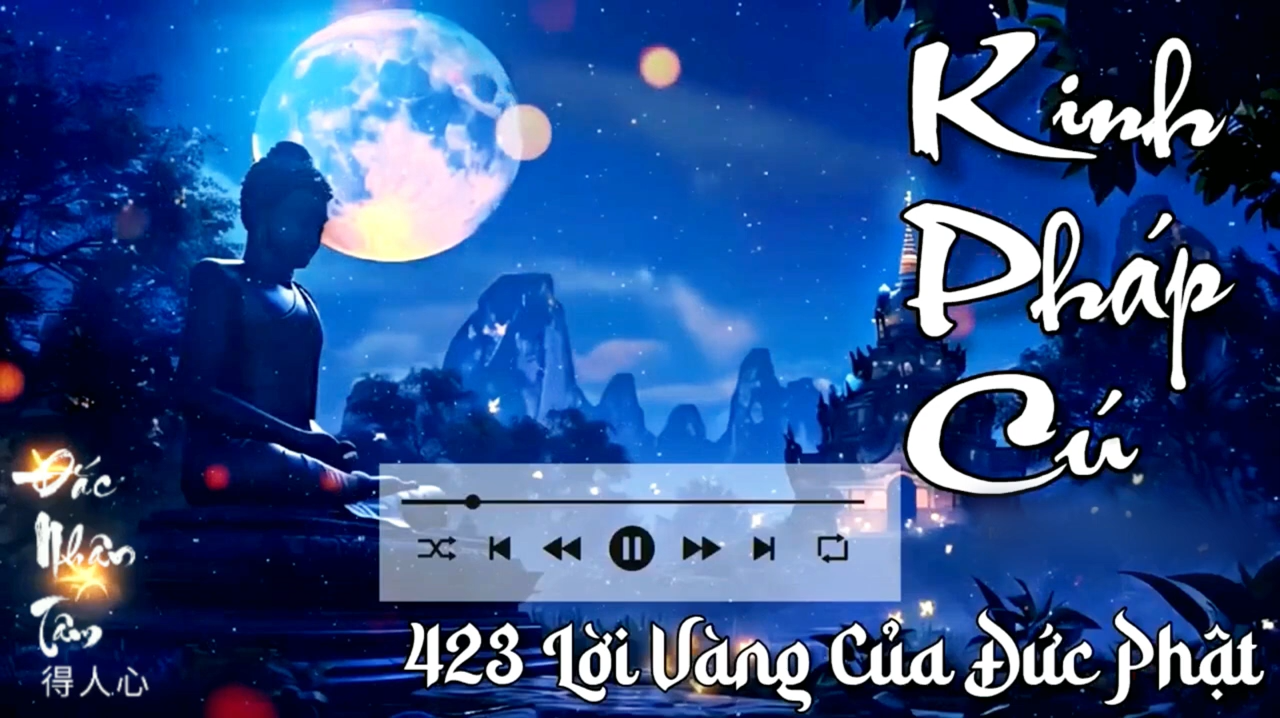 Kinh
Pháp
Cú
Đắc
Nhân
Tâm
得人心
423 Lời Vàng Của Đức Phật